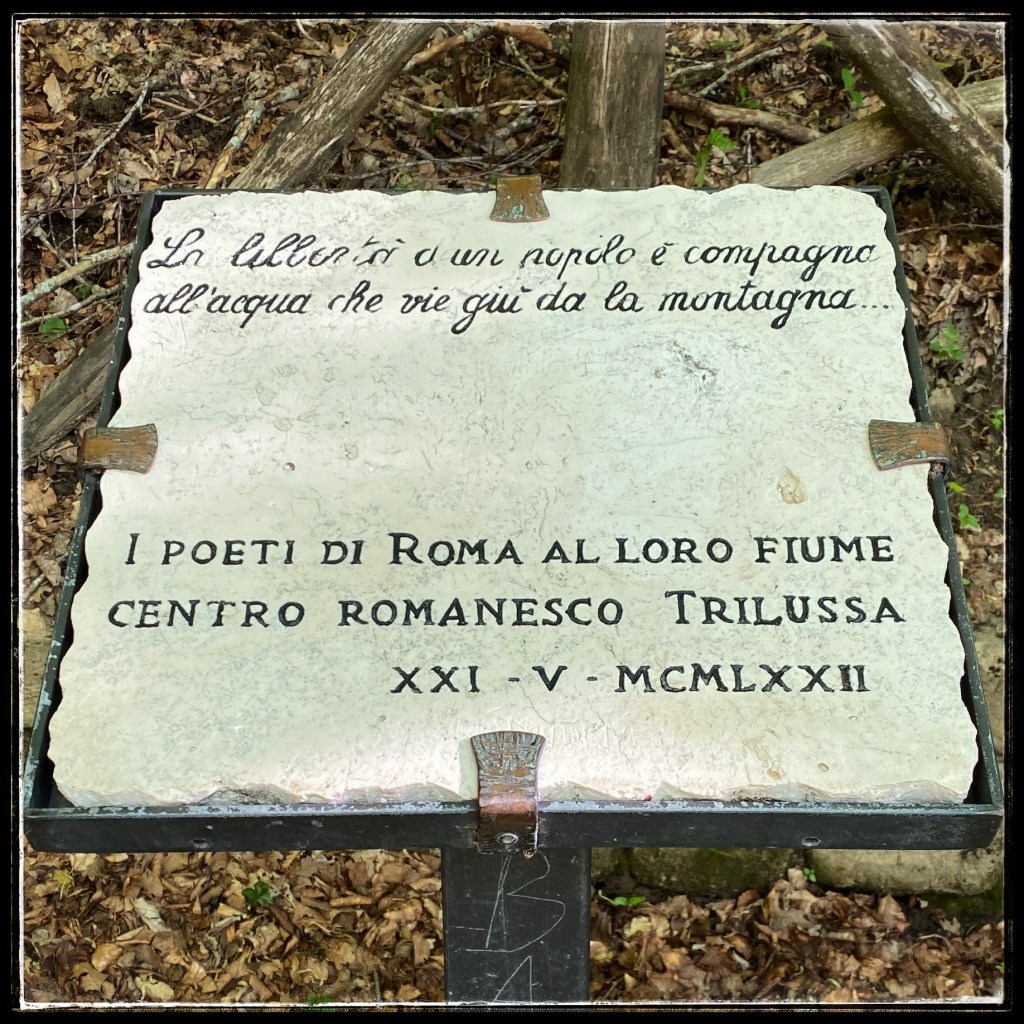 La libbertà d'un popolo è compagna
all'acqua che vie giù da la montagna...
I POETI DI ROMA AL LORO FIUME
CENTRO ROMANESCO TRILUSSA
XXI - V - MCMLXXII